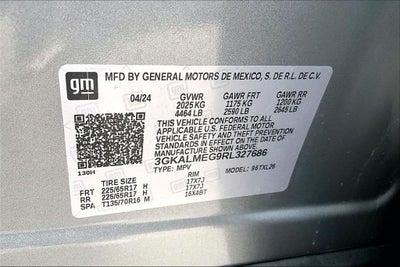 gm
MFD BY GENERAL MOTORS DE MEXICO, S. DE R.L. DE C.V.
04/24 GVWR GAWR FRT GAWR RR
2025 KG 1175 KG 1200 KG
4464 LB 2590 LB 2645 LB
THIS VEHICLE CONFORMS TO ALL
APPLICABLE U.S. FEDERAL MOTOR
VEHICLE SAFETY AND THEFT PREVENTION
STANDARDS IN EFFECT ON THE DATE OF
MANUFACTURE SHOWN ABOVE.
3GKALMEG9RL327686
TYPE: MPV MODEL: 96TXL26
130H
RIM
FRT 225/65R17 H 17X7J
RR 225/65R17 H 17X7J
SPA T135/70R16 M 16X4BT